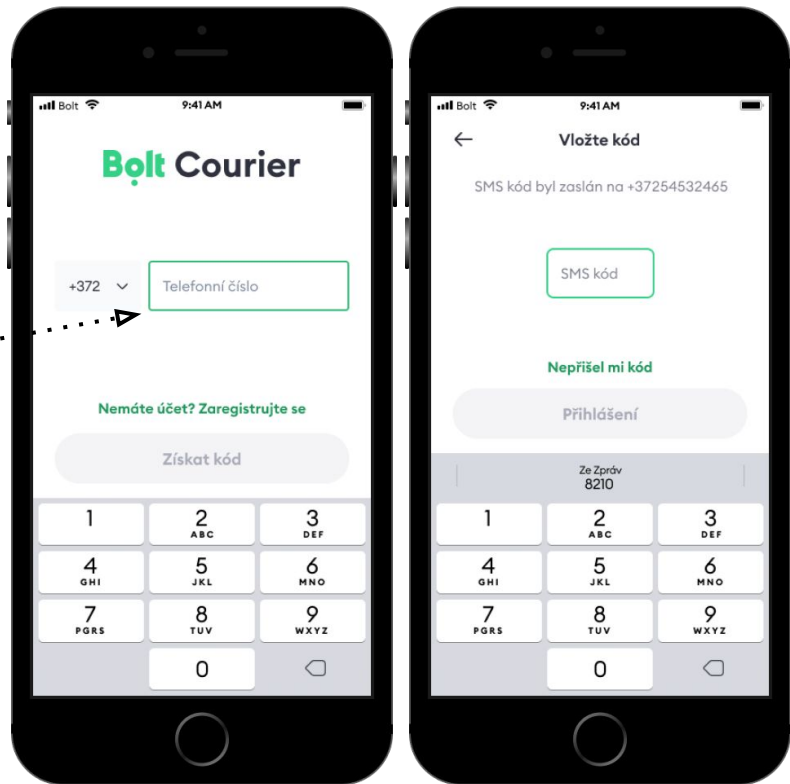 Bolt
9:41 AM
Bolt Courier
+372
Telefonní číslo
Nemáte účet? Zaregistrujte se
Získat kód
1 2 3
ABC DEF
4 5 6
GHI JKL MNO
7 8 9
PGRS TUV WXYZ
0
Bolt
9:41 AM
Vložte kód
SMS kód byl zaslán na +37254532465
SMS kód
Nepřišel mi kód
Přihlášení
Ze Zpráv
8210
1 2 3
ABC DEF
4 5 6
GHI JKL MNO
7 8 9
PGRS TUV WXYZ
0